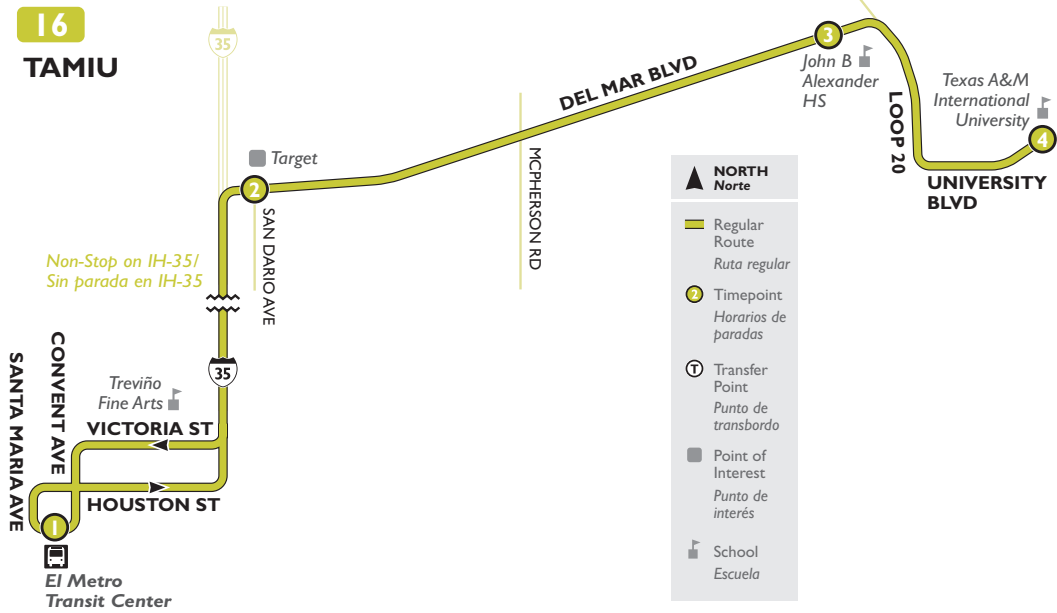 16
TAMIU
35
Target
2
SAN DARIO AVE
DEL MAR BLVD
MCPHERSON RD
3
John B
Alexander
HS
LOOP 20
Texas A&M
International
University
4
UNIVERSITY
BLVD
Non-Stop on IH-35/
Sin parada en IH-35
35
SANTA MARIA AVE
CONVENT AVE
Treviño
Fine Arts
VICTORIA ST
HOUSTON ST
1
El Metro
Transit Center
NORTH
Norte
Regular
Route
Ruta regular
2
Timepoint
Horarios de
paradas
T
Transfer
Point
Punto de
transbordo
Point of
Interest
Punto de
interés
School
Escuela